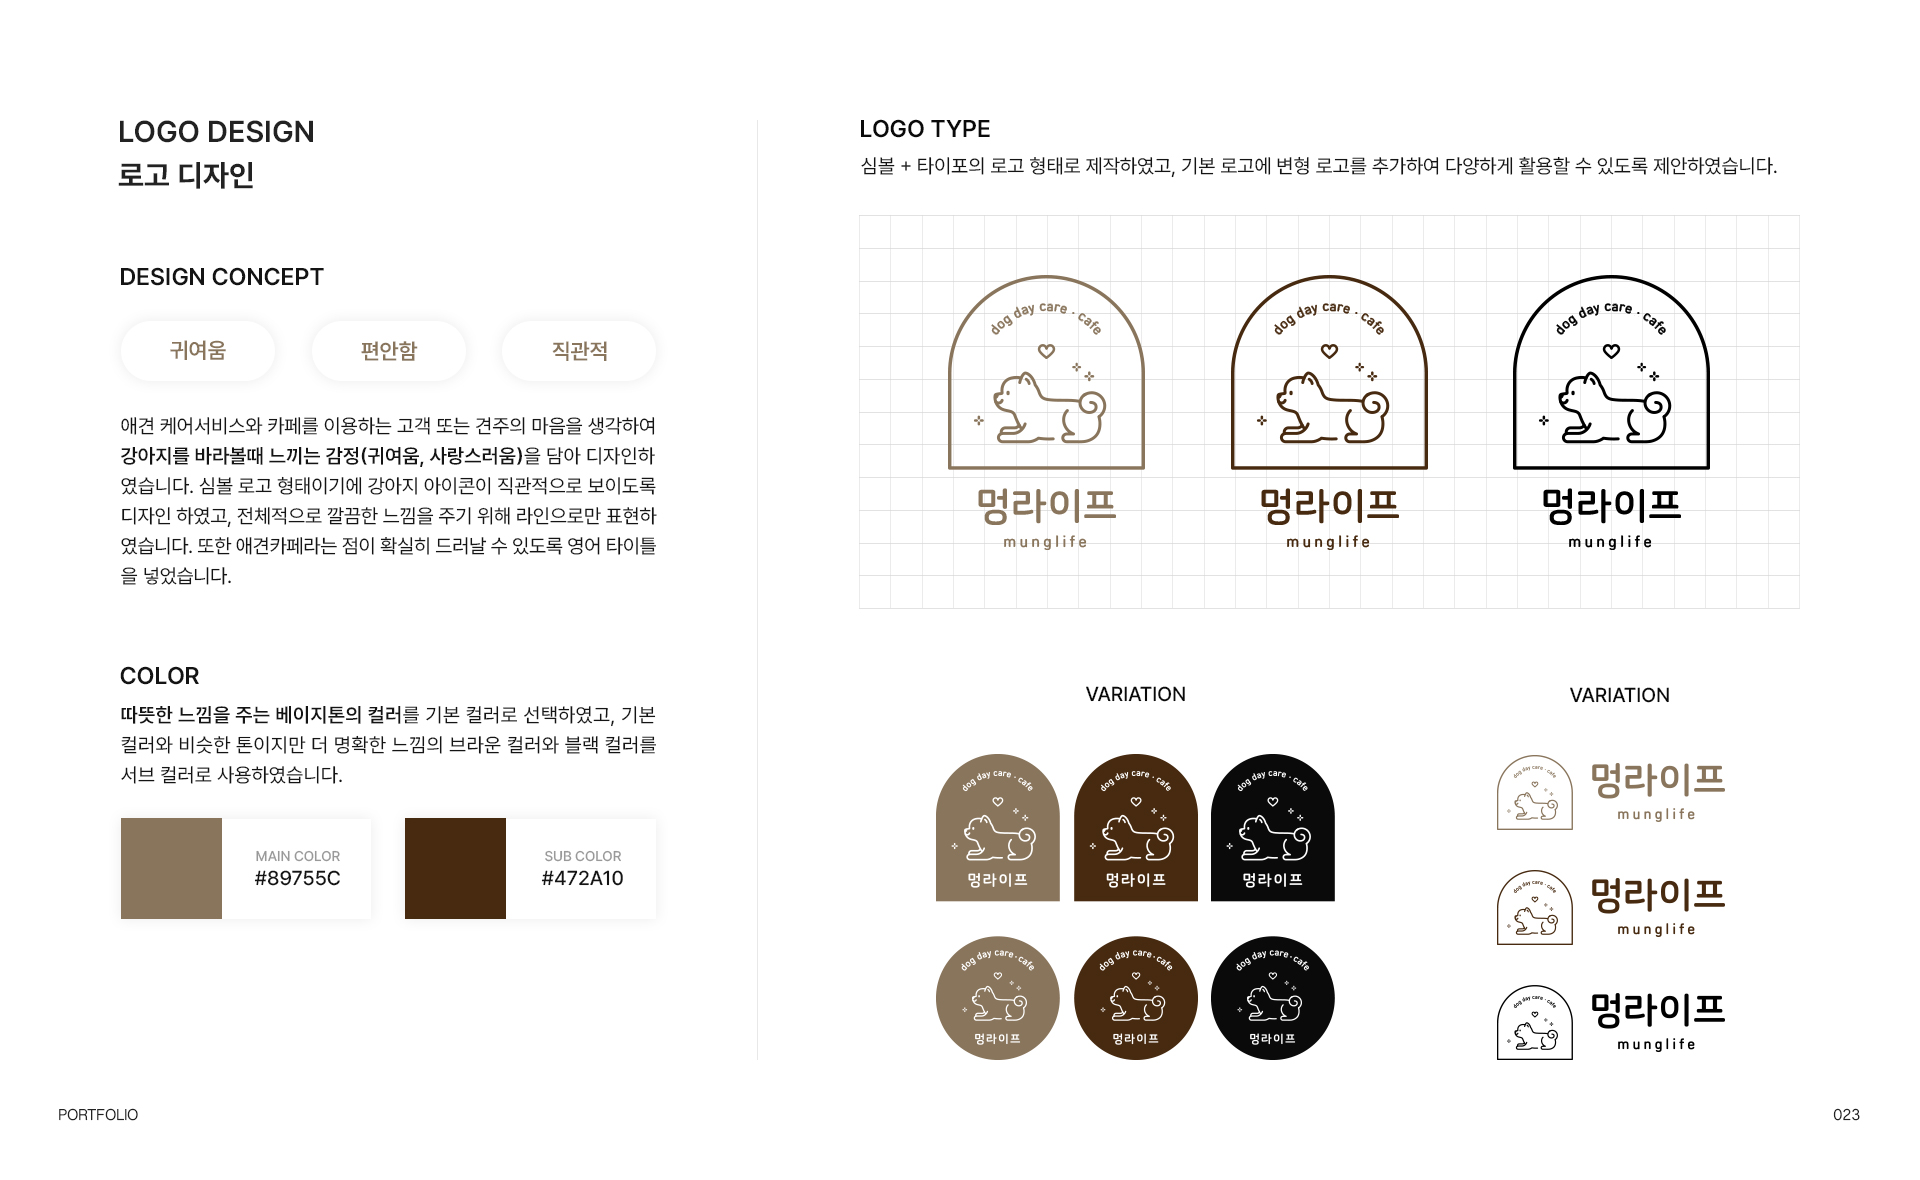 LOGO DESIGN
로고 디자인
DESIGN CONCEPT
귀여움
편안함
직관적
애견 케어서비스와 카페를 이용하는 고객 또는 견주의 마음을 생각하여
강아지를 바라볼때 느끼는 감정(귀여움, 사랑스러움)을 담아 디자인하
였습니다. 심볼 로고 형태이기에 강아지 아이콘이 직관적으로 보이도록
디자인 하였고, 전체적으로 깔끔한 느낌을 주기 위해 라인으로만 표현하
였습니다. 또한 애견카페라는 점이 확실히 드러날 수 있도록 영어 타이틀
을 넣었습니다.
COLOR
따뜻한 느낌을 주는 베이지톤의 컬러를 기본 컬러로 선택하였고, 기본
컬러와 비슷한 톤이지만 더 명확한 느낌의 브라운 컬러와 블랙 컬러를
서브 컬러로 사용하였습니다.
MAIN COLOR
#89755C
SUB COLOR
#472A10
LOGO TYPE
심볼 + 타이포의 로고 형태로 제작하였고, 기본 로고에 변형 로고를 추가하여 다양하게 활용할 수 있도록 제안하였습니다.
dog day care · cafe
멍라이프
munglife
dog day care · cafe
멍라이프
munglife
dog day care · cafe
멍라이프
munglife
VARIATION
dog day care · cafe
멍라이프
dog day care · cafe
멍라이프
dog day care · cafe
멍라이프
dog day care · cafe
멍라이프
dog day care · cafe
멍라이프
dog day care · cafe
멍라이프
VARIATION
dog day care · cafe
멍라이프
munglife
dog day care · cafe
멍라이프
munglife
dog day care · cafe
멍라이프
munglife
PORTFOLIO
023